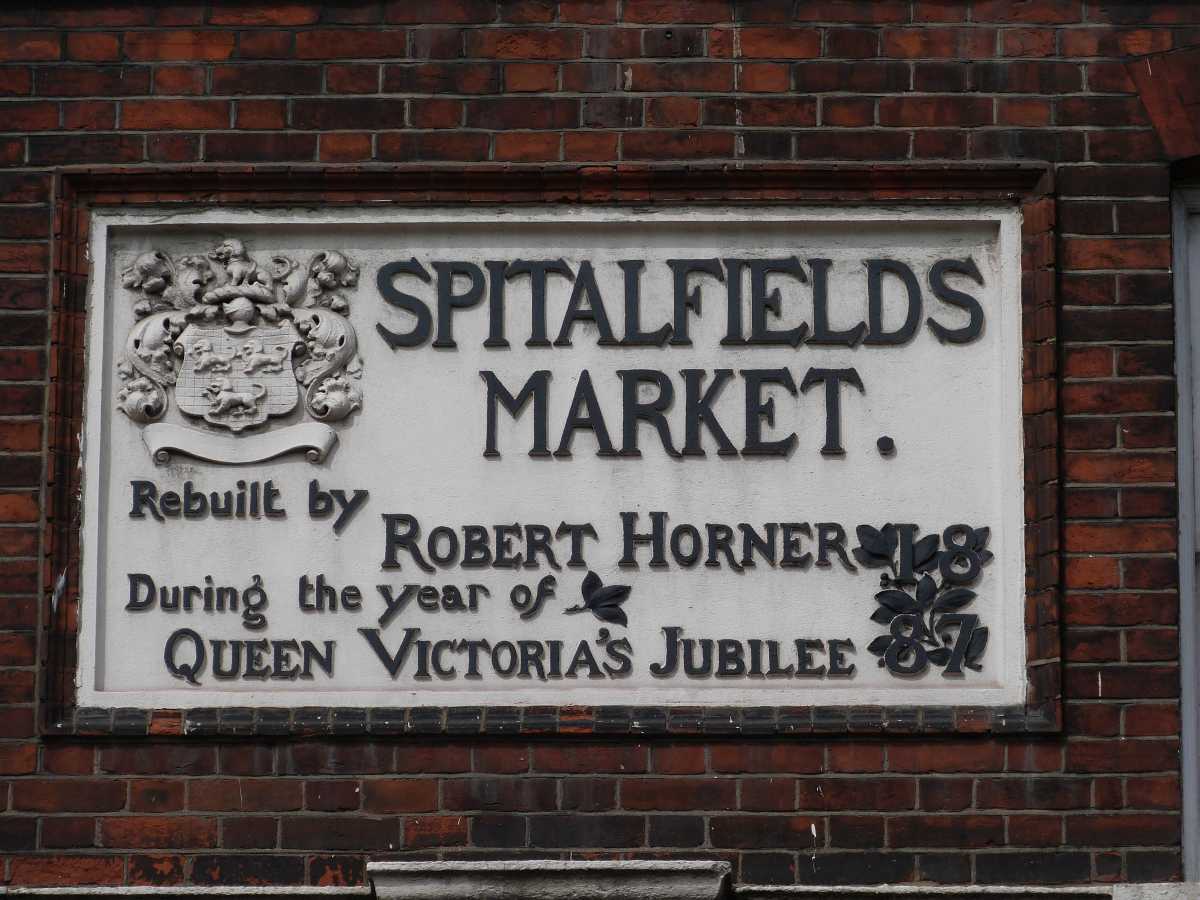 SPITALFIELDS
MARKET.
Rebuilt by
ROBERT HORNER 18
During the year of
QUEEN VICTORIA'S JUBILEE 87